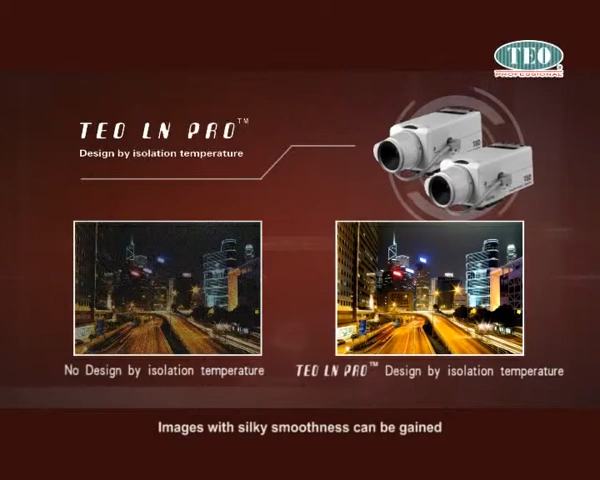 TEO
PROFESSIONAL
TEO LN PRO™
Design by isolation temperature
TEO
No Design by isolation temperature
TEO LN PRO™ Design by isolation temperature
Images with silky smoothness can be gained